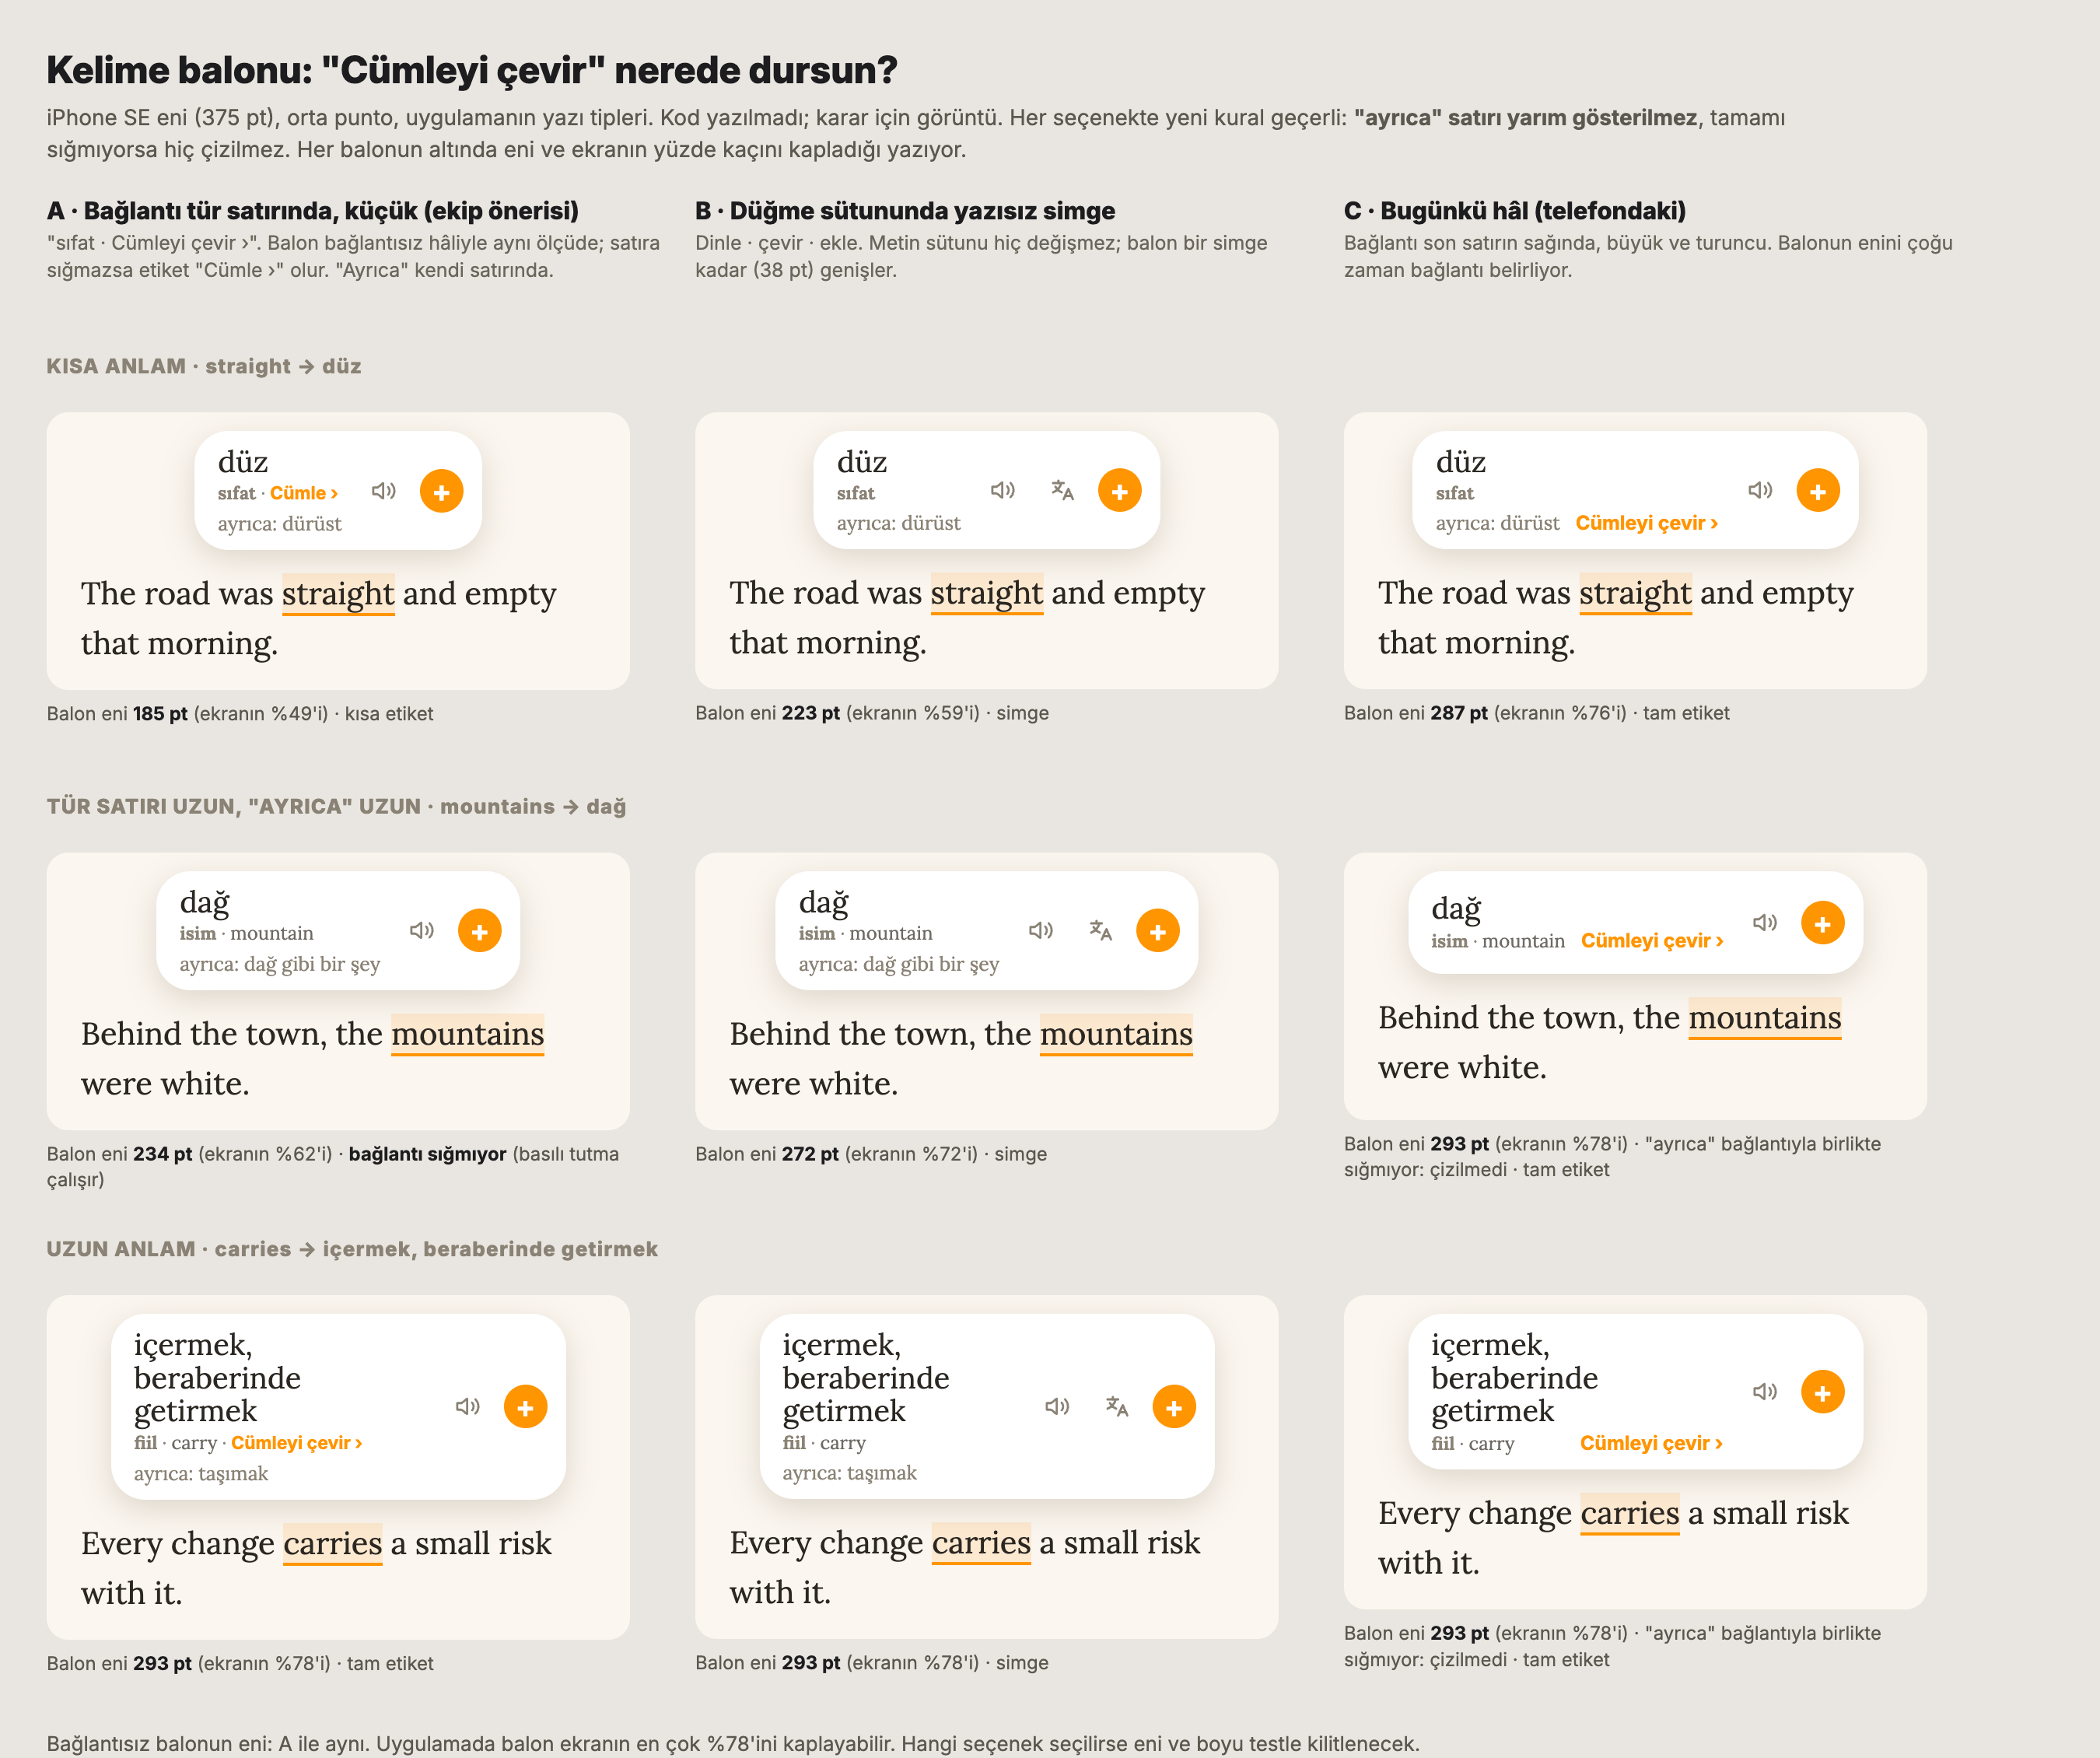 Kelime balonu: "Cümleyi çevir" nerede dursun?
iPhone SE eni (375 pt), orta punto, uygulamanın yazı tipleri. Kod yazılmadı; karar için görüntü. Her seçenekte yeni kural geçerli: "ayrıca" satırı yarım gösterilmez, tamamı
sığmıyorsa hiç çizilmez. Her balonun altında eni ve ekranın yüzde kaçını kapladığı yazıyor.
A · Bağlantı tür satırında, küçük (ekip önerisi)
"sıfat · Cümleyi çevir ›". Balon bağlantısız hâliyle aynı ölçüde; satıra
sığmazsa etiket "Cümle ›" olur. "Ayrıca" kendi satırında.
B · Düğme sütununda yazısız simge
Dinle · çevir · ekle. Metin sütunu hiç değişmez; balon bir simge
kadar (38 pt) genişler.
C · Bugünkü hâl (telefondaki)
Bağlantı son satırın sağında, büyük ve turuncu. Balonun enini çoğu
zaman bağlantı belirliyor.
KISA ANLAM · straight → düz
düz
sıfat · Cümle ›
ayrıca: dürüst
The road was straight and empty
that morning.
Balon eni 185 pt (ekranın %49'i) · kısa etiket
düz
sıfat
ayrıca: dürüst
The road was straight and empty
that morning.
Balon eni 223 pt (ekranın %59'i) · simge
düz
sıfat
ayrıca: dürüst Cümleyi çevir ›
The road was straight and empty
that morning.
Balon eni 287 pt (ekranın %76'i) · tam etiket
TÜR SATIRI UZUN, "AYRICA" UZUN · mountains → dağ
dağ
isim · mountain
ayrıca: dağ gibi bir şey
Behind the town, the mountains
were white.
Balon eni 234 pt (ekranın %62'i) · bağlantı sığmıyor (basılı tutma
çalışır)
dağ
isim · mountain
ayrıca: dağ gibi bir şey
Behind the town, the mountains
were white.
Balon eni 272 pt (ekranın %72'i) · simge
dağ
isim · mountain Cümleyi çevir ›
Behind the town, the mountains
were white.
Balon eni 293 pt (ekranın %78'i) · "ayrıca" bağlantıyla birlikte
sığmıyor: çizilmedi · tam etiket
UZUN ANLAM · carries → içermek, beraberinde getirmek
içermek,
beraberinde
getirmek
fiil · carry · Cümleyi çevir ›
ayrıca: taşımak
Every change carries a small risk
with it.
Balon eni 293 pt (ekranın %78'i) · tam etiket
içermek,
beraberinde
getirmek
fiil · carry
ayrıca: taşımak
Every change carries a small risk
with it.
Balon eni 293 pt (ekranın %78'i) · simge
içermek,
beraberinde
getirmek
fiil · carry Cümleyi çevir ›
Every change carries a small risk
with it.
Balon eni 293 pt (ekranın %78'i) · "ayrıca" bağlantıyla birlikte
sığmıyor: çizilmedi · tam etiket
Bağlantısız balonun eni: A ile aynı. Uygulamada balon ekranın en çok %78'ini kaplayabilir. Hangi seçenek seçilirse eni ve boyu testle kilitlenecek.